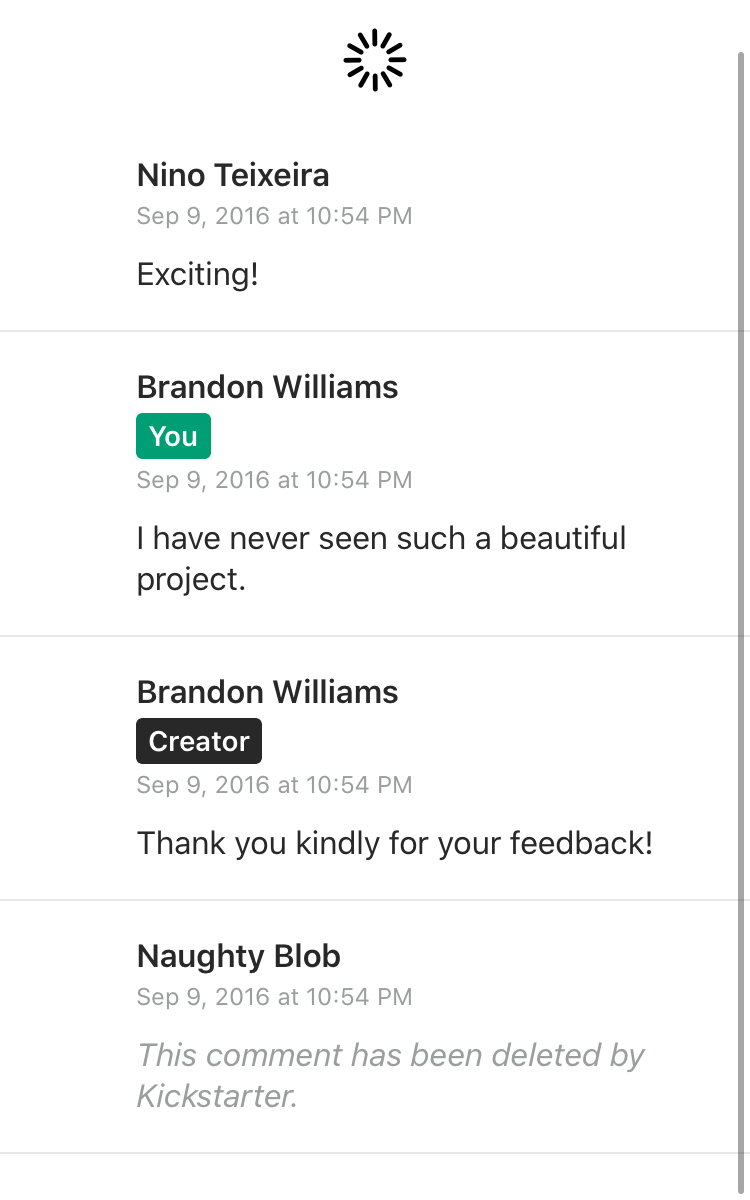 Nino Teixeira
Sep 9, 2016 at 10:54 PM
Exciting!
Brandon Williams
You
Sep 9, 2016 at 10:54 PM
I have never seen such a beautiful
project.
Brandon Williams
Creator
Sep 9, 2016 at 10:54 PM
Thank you kindly for your feedback!
Naughty Blob
Sep 9, 2016 at 10:54 PM
This comment has been deleted by
Kickstarter.